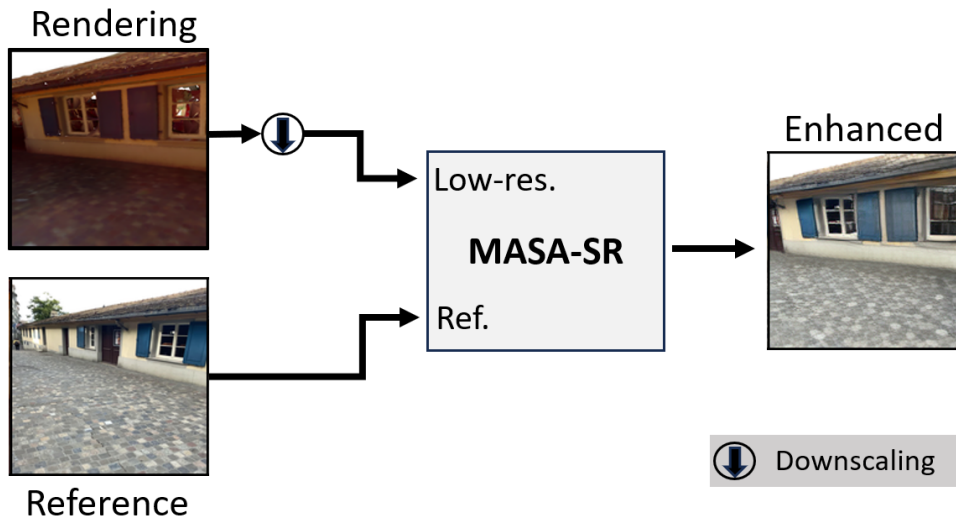 Rendering
Enhanced
Low-res.
MASA-SR
Ref.
Downscaling
Reference